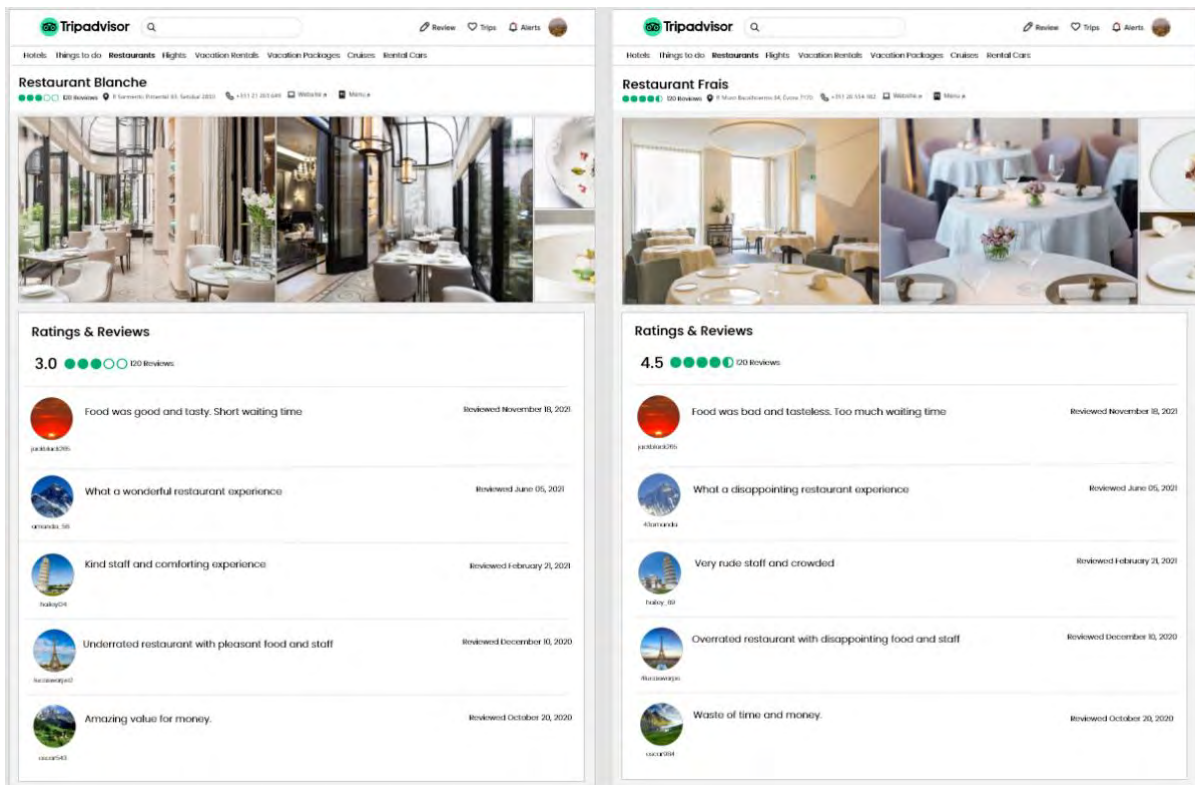 Tripadvisor
Review Trips Alerts
Hotels Things to do Restaurants Flights Vacation Rentals Vacation Packages Cruises Rental Cars
Restaurant Blanche
120 Reviews Website Menu
Ratings & Reviews
3.0 120 Reviews
Food was good and tasty. Short waiting time
Reviewed November 18, 2021
jackblack265
What a wonderful restaurant experience
Reviewed June 05, 2021
amanda_56
Kind staff and comforting experience
Reviewed February 21, 2021
hailey04
Underrated restaurant with pleasant food and staff
Reviewed December 10, 2020
Amazing value for money.
Reviewed October 20, 2020
oscar543
Tripadvisor
Review Trips Alerts
Hotels Things to do Restaurants Flights Vacation Rentals Vacation Packages Cruises Rental Cars
Restaurant Frais
120 Reviews Website Menu
Ratings & Reviews
4.5 120 Reviews
Food was bad and tasteless. Too much waiting time
Reviewed November 18, 2021
jackblack265
What a disappointing restaurant experience
Reviewed June 05, 2021
Very rude staff and crowded
Reviewed February 21, 2021
hailey_69
Overrated restaurant with disappointing food and staff
Reviewed December 10, 2020
Waste of time and money.
Reviewed October 20, 2020
oscar984